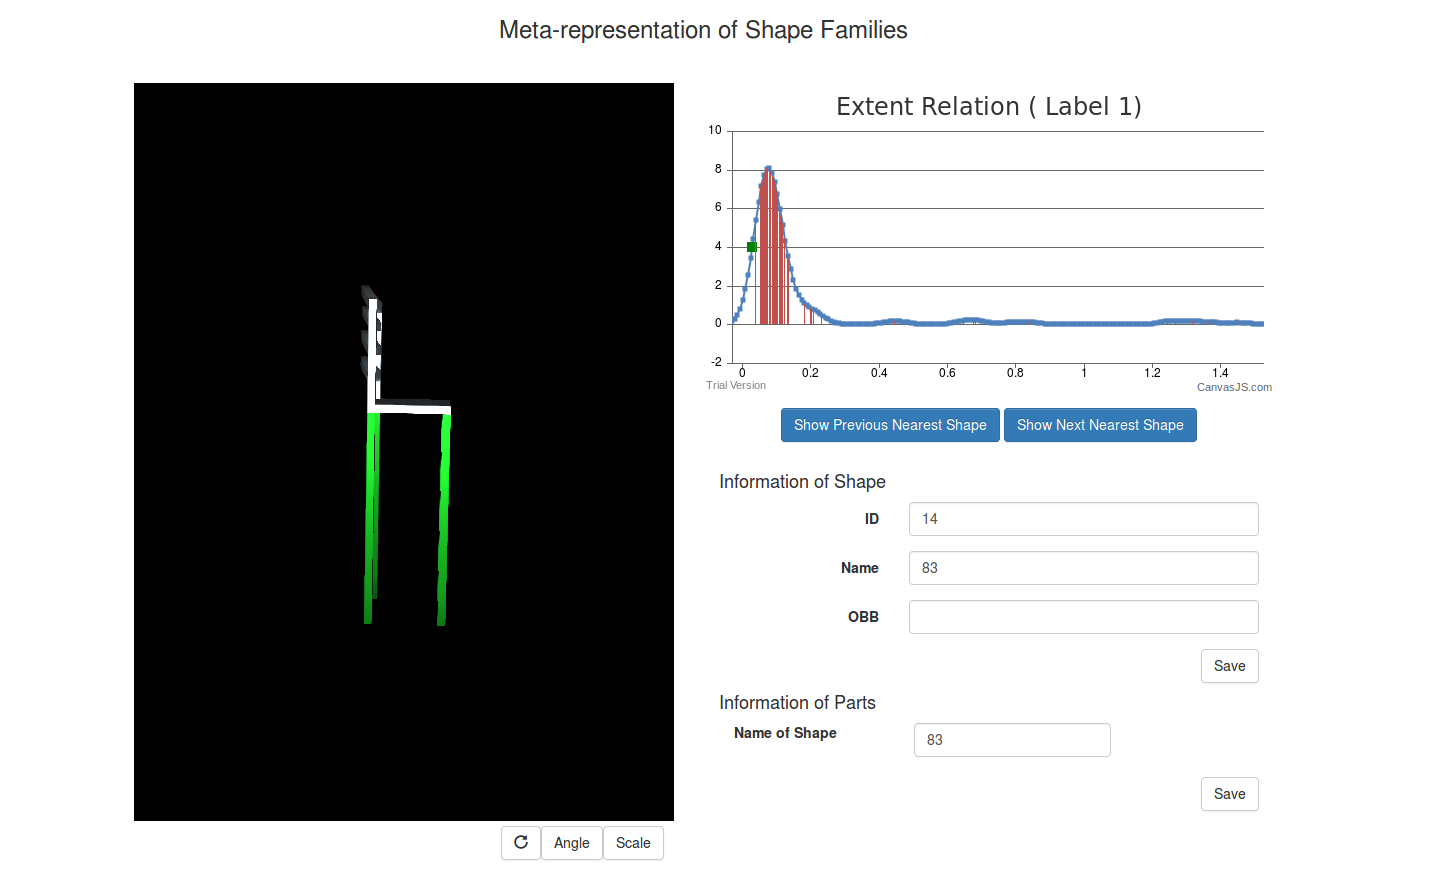 Meta-representation of Shape Families
Extent Relation ( Label 1)
10
8
6
4
2
0
-2
0 0.2 0.4 0.6 0.8 1 1.2 1.4
Trial Version
CanvasJS.com
Show Previous Nearest Shape Show Next Nearest Shape
Information of Shape
ID 14
Name 83
OBB
Save
Information of Parts
Name of Shape 83
Save
Angle Scale